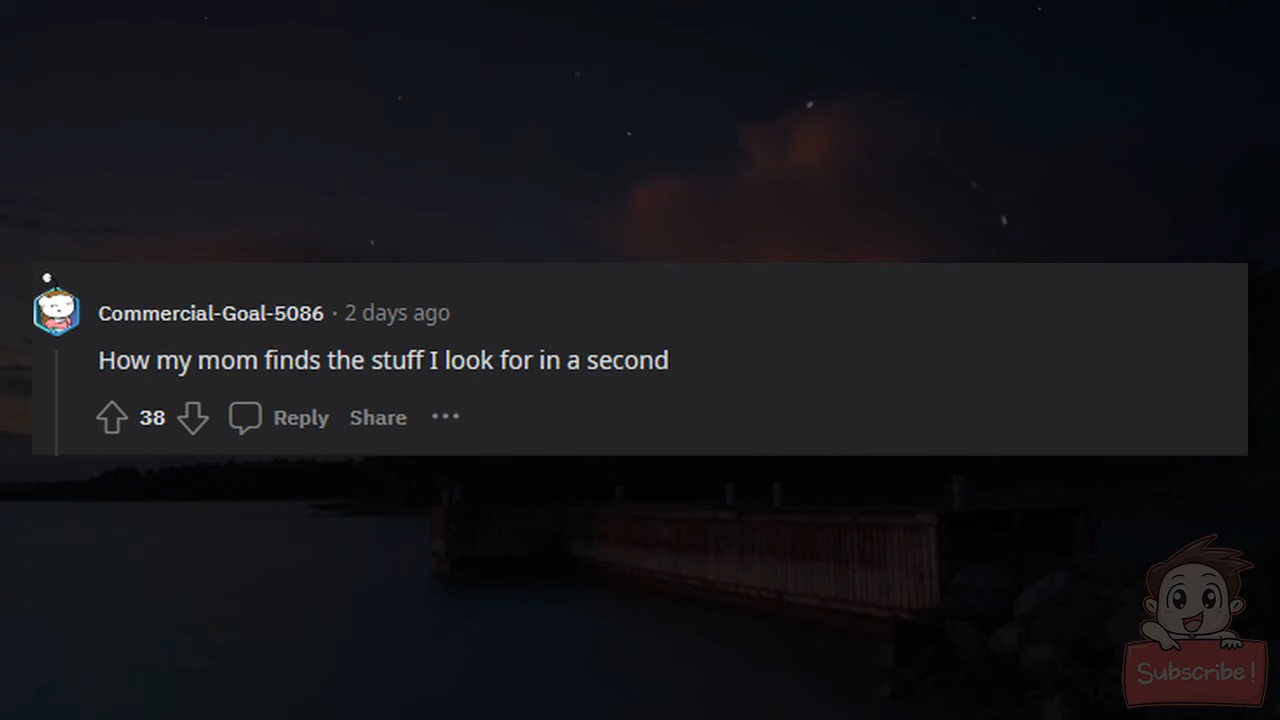 Commercial-Goal-5086 · 2 days ago
How my mom finds the stuff I look for in a second
38 Reply Share •••
Subscribe!